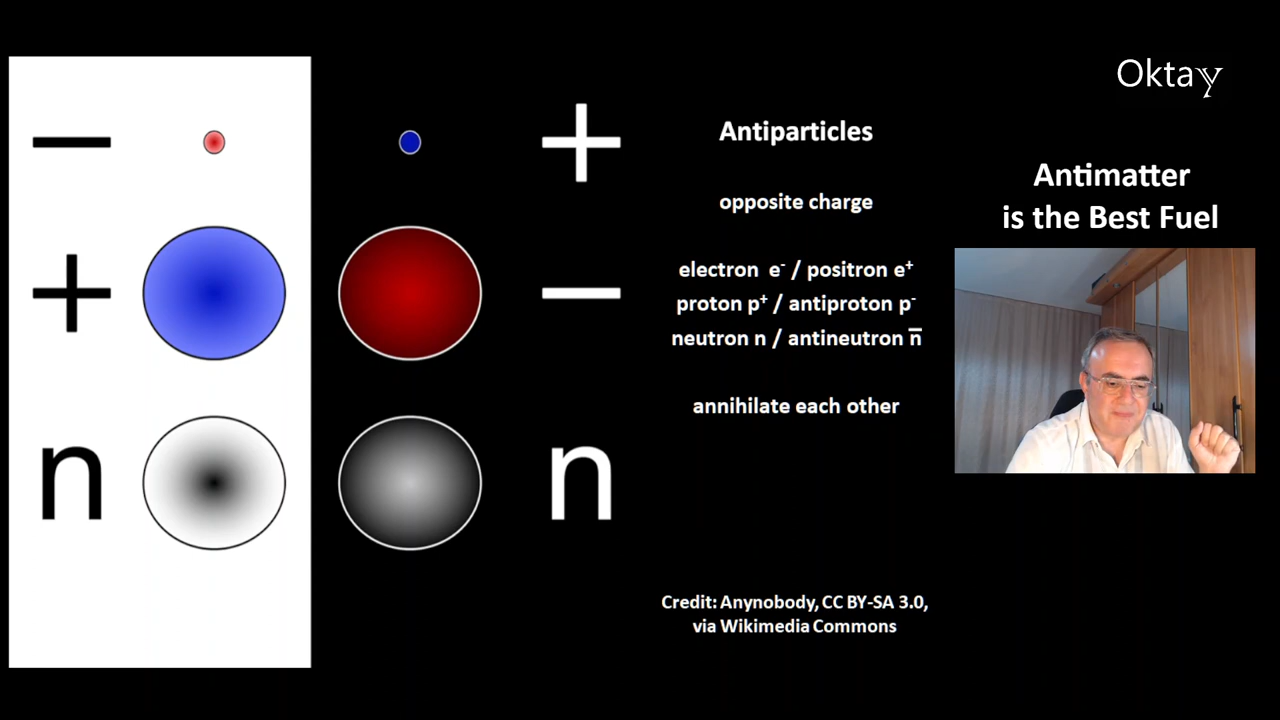 Oktay
Antimatter
is the Best Fuel
Antiparticles
opposite charge
electron e⁻ / positron e⁺
proton p⁺ / antiproton p⁻
neutron n / antineutron n̅
annihilate each other
Credit: Anynobody, CC BY-SA 3.0,
via Wikimedia Commons
− +
+ −
n n